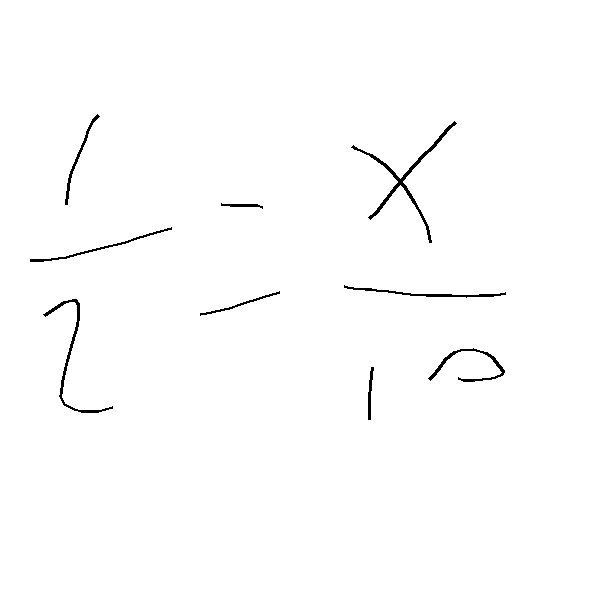 1/2 = x/10